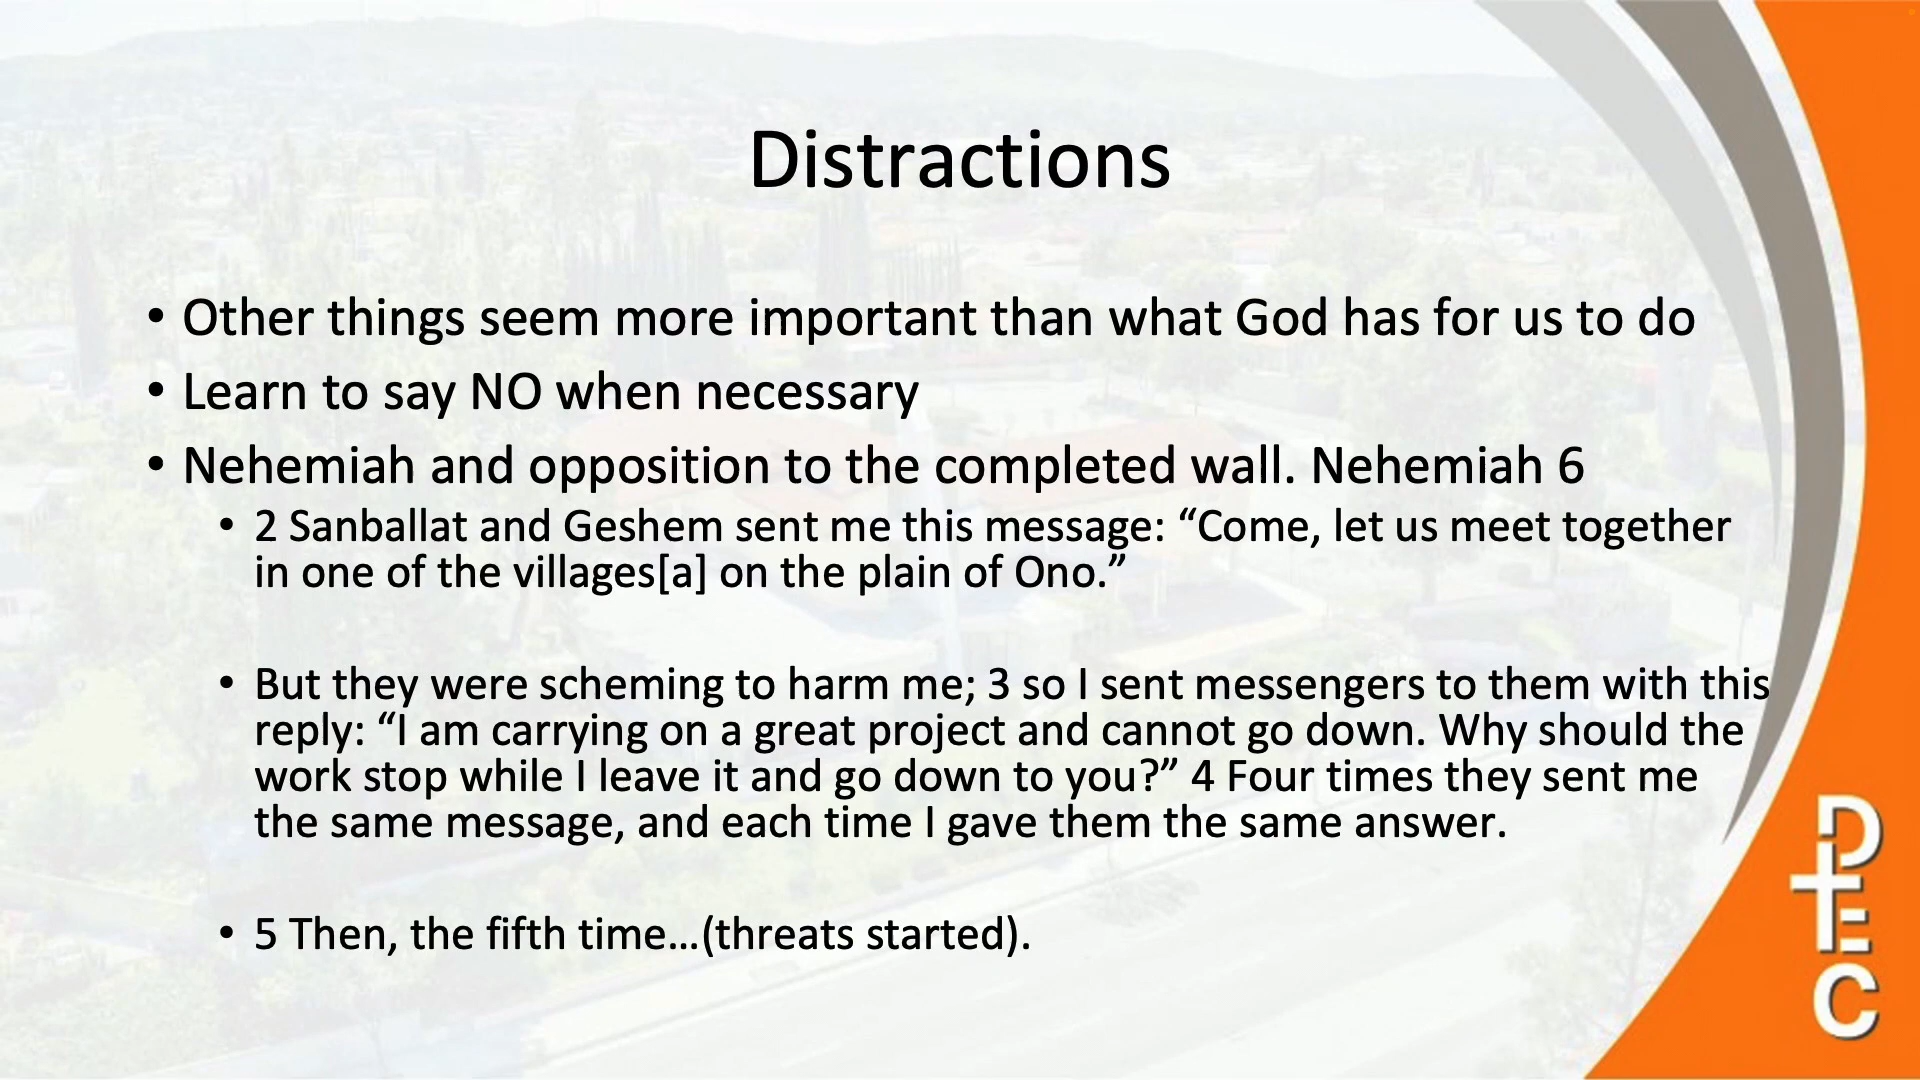 Distractions
• Other things seem more important than what God has for us to do
• Learn to say NO when necessary
• Nehemiah and opposition to the completed wall. Nehemiah 6
• 2 Sanballat and Geshem sent me this message: “Come, let us meet together
in one of the villages[a] on the plain of Ono.”
• But they were scheming to harm me; 3 so I sent messengers to them with this
reply: “I am carrying on a great project and cannot go down. Why should the
work stop while I leave it and go down to you?” 4 Four times they sent me
the same message, and each time I gave them the same answer.
• 5 Then, the fifth time…(threats started).
D
E
C